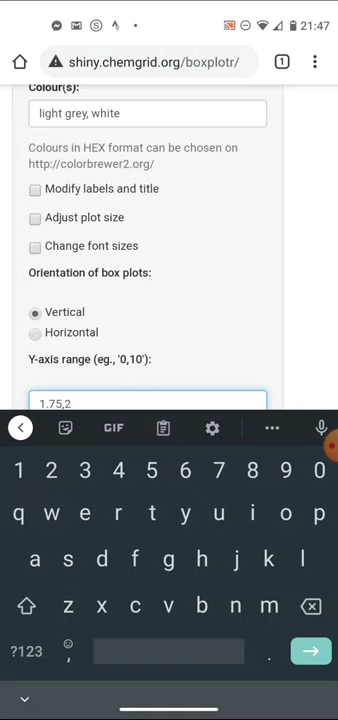 21:47
shiny.chemgrid.org/boxplotr/
1
Colour(s):
light grey, white
Colours in HEX format can be chosen on
http://colorbrewer2.org/
Modify labels and title
Adjust plot size
Change font sizes
Orientation of box plots:
Vertical
Horizontal
Y-axis range (eg., '0,10'):
1.75,2
GIF
1 2 3 4 5 6 7 8 9 0
q w e r t y u i o p
a s d f g h j k l
z x c v b n m
?123 , .